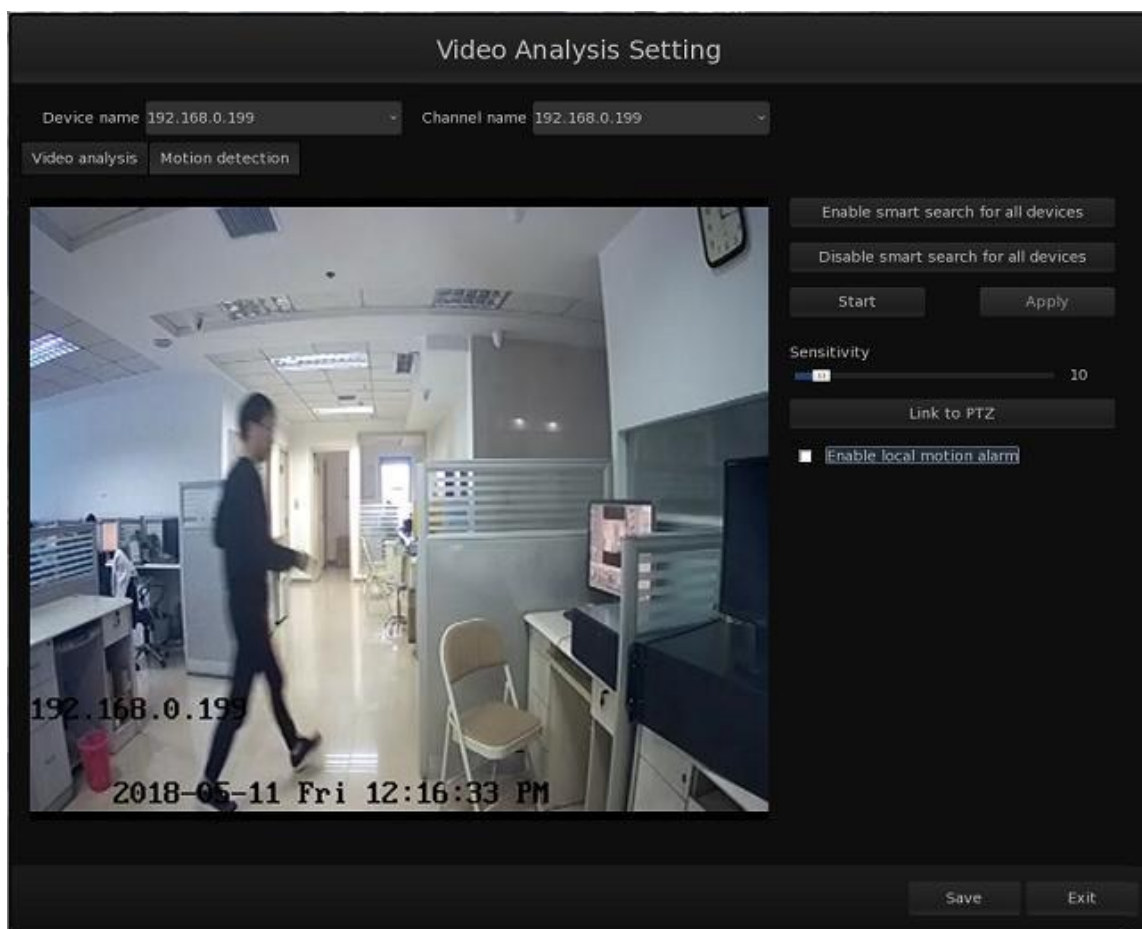 Video Analysis Setting
Device name 192.168.0.199 Channel name 192.168.0.199
Video analysis Motion detection
Enable smart search for all devices
Disable smart search for all devices
Start Apply
Sensitivity
10
Link to PTZ
Enable local motion alarm
192.168.0.199
2018-05-11 Fri 12:16:33 PM
Save Exit